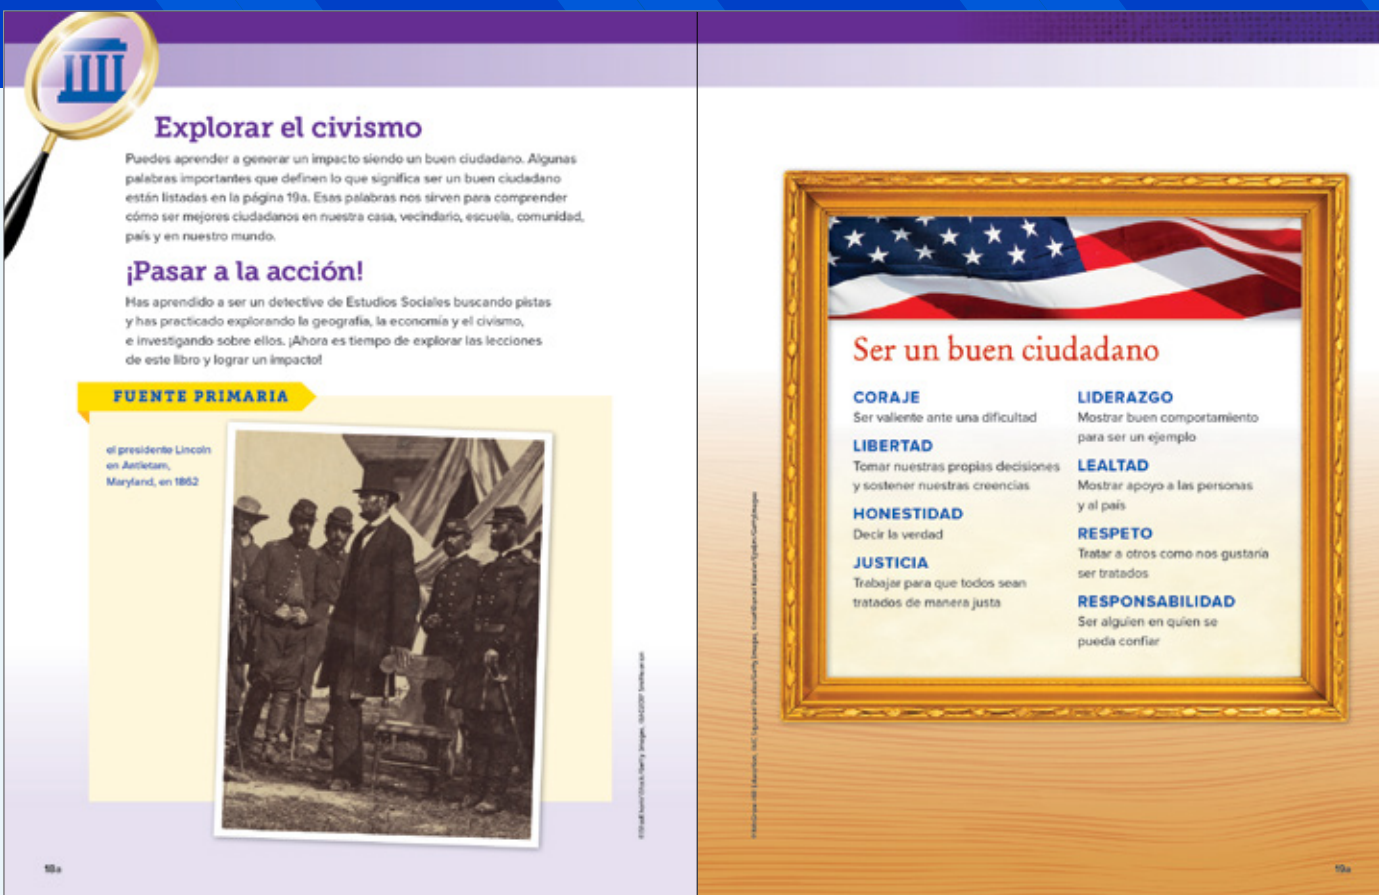 Explorar el civismo
Puedes aprender a generar un impacto siendo un buen ciudadano. Algunas
palabras importantes que definen lo que significa ser un buen ciudadano
están listadas en la página 19a. Esas palabras nos sirven para comprender
cómo ser mejores ciudadanos en nuestra casa, vecindario, escuela, comunidad,
país y en nuestro mundo.
¡Pasar a la acción!
Has aprendido a ser un detective de Estudios Sociales buscando pistas
y has practicado explorando la geografía, la economía y el civismo,
e investigando sobre ellos. ¡Ahora es tiempo de explorar las lecciones
de este libro y lograr un impacto!
FUENTE PRIMARIA
el presidente Lincoln
en Antietam,
Maryland, en 1862
18a
Ser un buen ciudadano
CORAJE
Ser valiente ante una dificultad
LIBERTAD
Tomar nuestras propias decisiones
y sostener nuestras creencias
HONESTIDAD
Decir la verdad
JUSTICIA
Trabajar para que todos sean
tratados de manera justa
LIDERAZGO
Mostrar buen comportamiento
para ser un ejemplo
LEALTAD
Mostrar apoyo a las personas
y al país
RESPETO
Tratar a otros como nos gustaría
ser tratados
RESPONSABILIDAD
Ser alguien en quien se
pueda confiar
19a